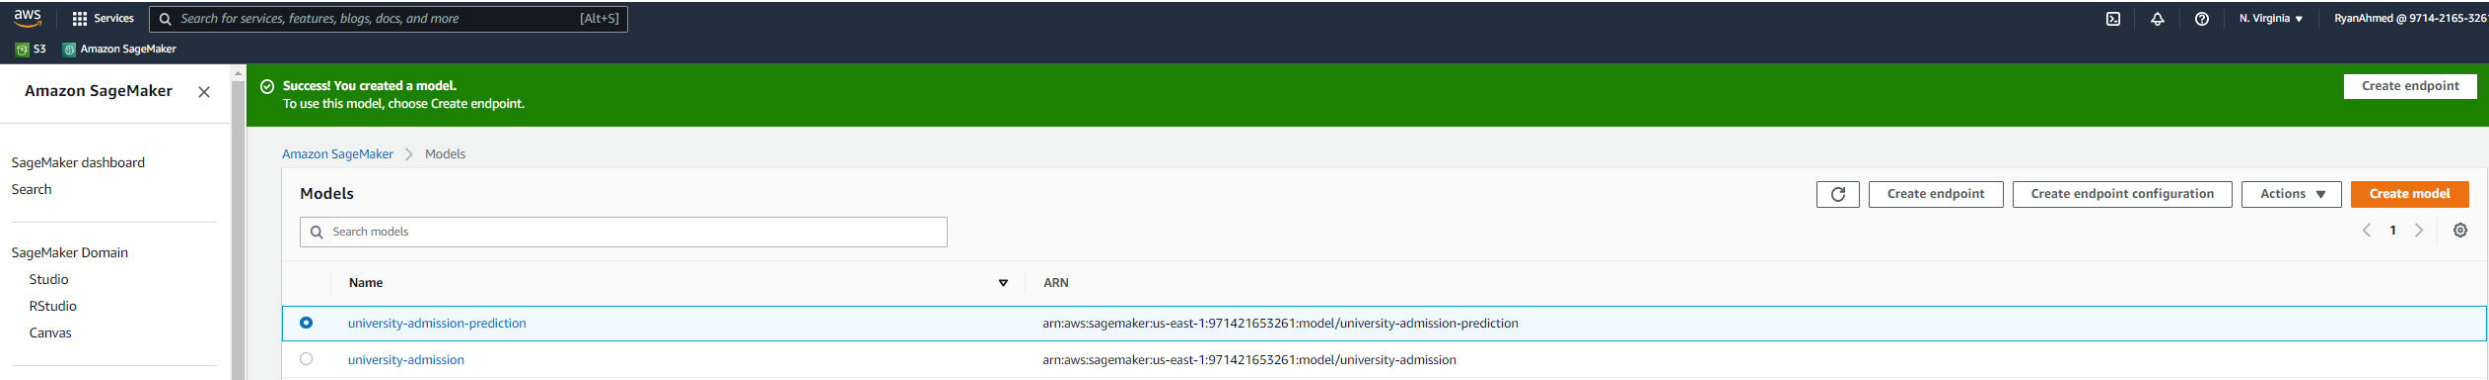 aws Services Search for services, features, blogs, docs, and more [Alt+S] N. Virginia ▼ RyanAhmed @ 9714-2165-326
S3 Amazon SageMaker
Amazon SageMaker ×
Success! You created a model.
To use this model, choose Create endpoint.
Create endpoint
SageMaker dashboard
Search
SageMaker Domain
Studio
RStudio
Canvas
Amazon SageMaker > Models
Models
Create endpoint Create endpoint configuration Actions ▼ Create model
Search models
< 1 >
Name ARN
university-admission-prediction arn:aws:sagemaker:us-east-1:971421653261:model/university-admission-prediction
university-admission arn:aws:sagemaker:us-east-1:971421653261:model/university-admission